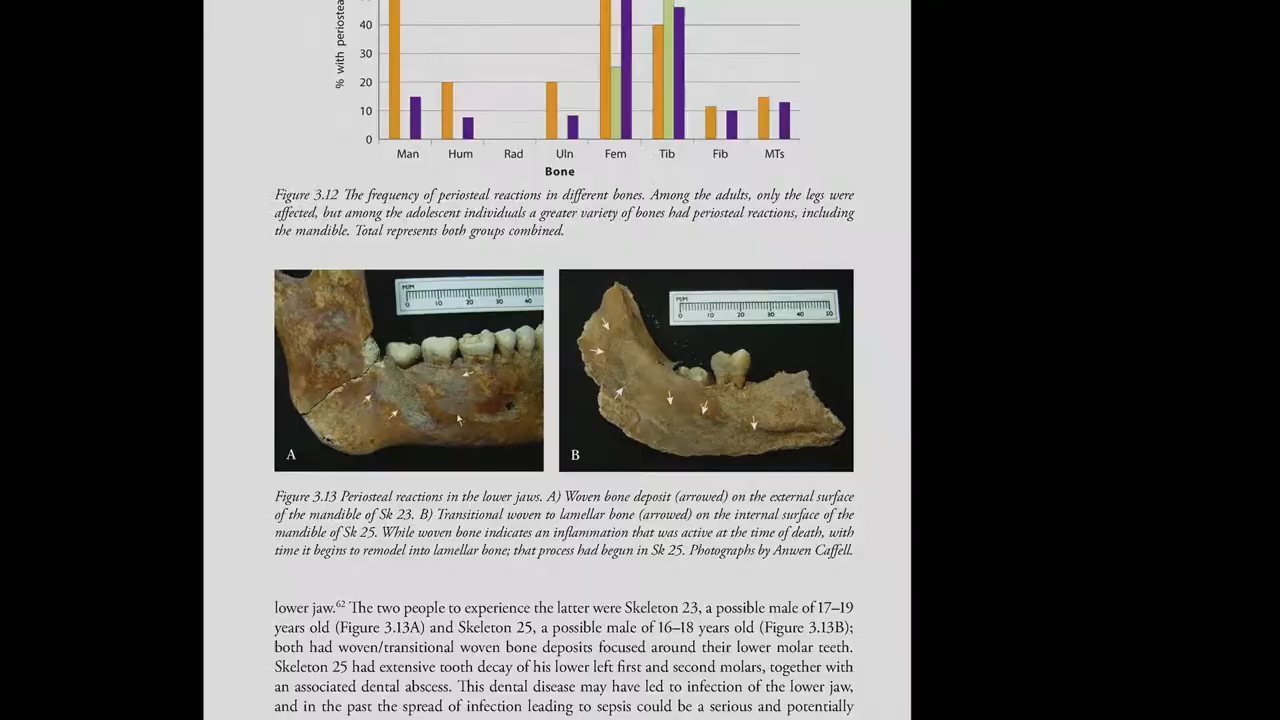 % with periostea
40
30
20
10
0
Man Hum Rad Uln Fem Tib Fib MTs
Bone
Figure 3.12 The frequency of periosteal reactions in different bones. Among the adults, only the legs were
affected, but among the adolescent individuals a greater variety of bones had periosteal reactions, including
the mandible. Total represents both groups combined.
M/M
0 10 20 30 40
A
M/M
0 10 20 30 40 50
B
Figure 3.13 Periosteal reactions in the lower jaws. A) Woven bone deposit (arrowed) on the external surface
of the mandible of Sk 23. B) Transitional woven to lamellar bone (arrowed) on the internal surface of the
mandible of Sk 25. While woven bone indicates an inflammation that was active at the time of death, with
time it begins to remodel into lamellar bone; that process had begun in Sk 25. Photographs by Anwen Caffell.
lower jaw.62 The two people to experience the latter were Skeleton 23, a possible male of 17–19
years old (Figure 3.13A) and Skeleton 25, a possible male of 16–18 years old (Figure 3.13B);
both had woven/transitional woven bone deposits focused around their lower molar teeth.
Skeleton 25 had extensive tooth decay of his lower left first and second molars, together with
an associated dental abscess. This dental disease may have led to infection of the lower jaw,
and in the past the spread of infection leading to sepsis could be a serious and potentially